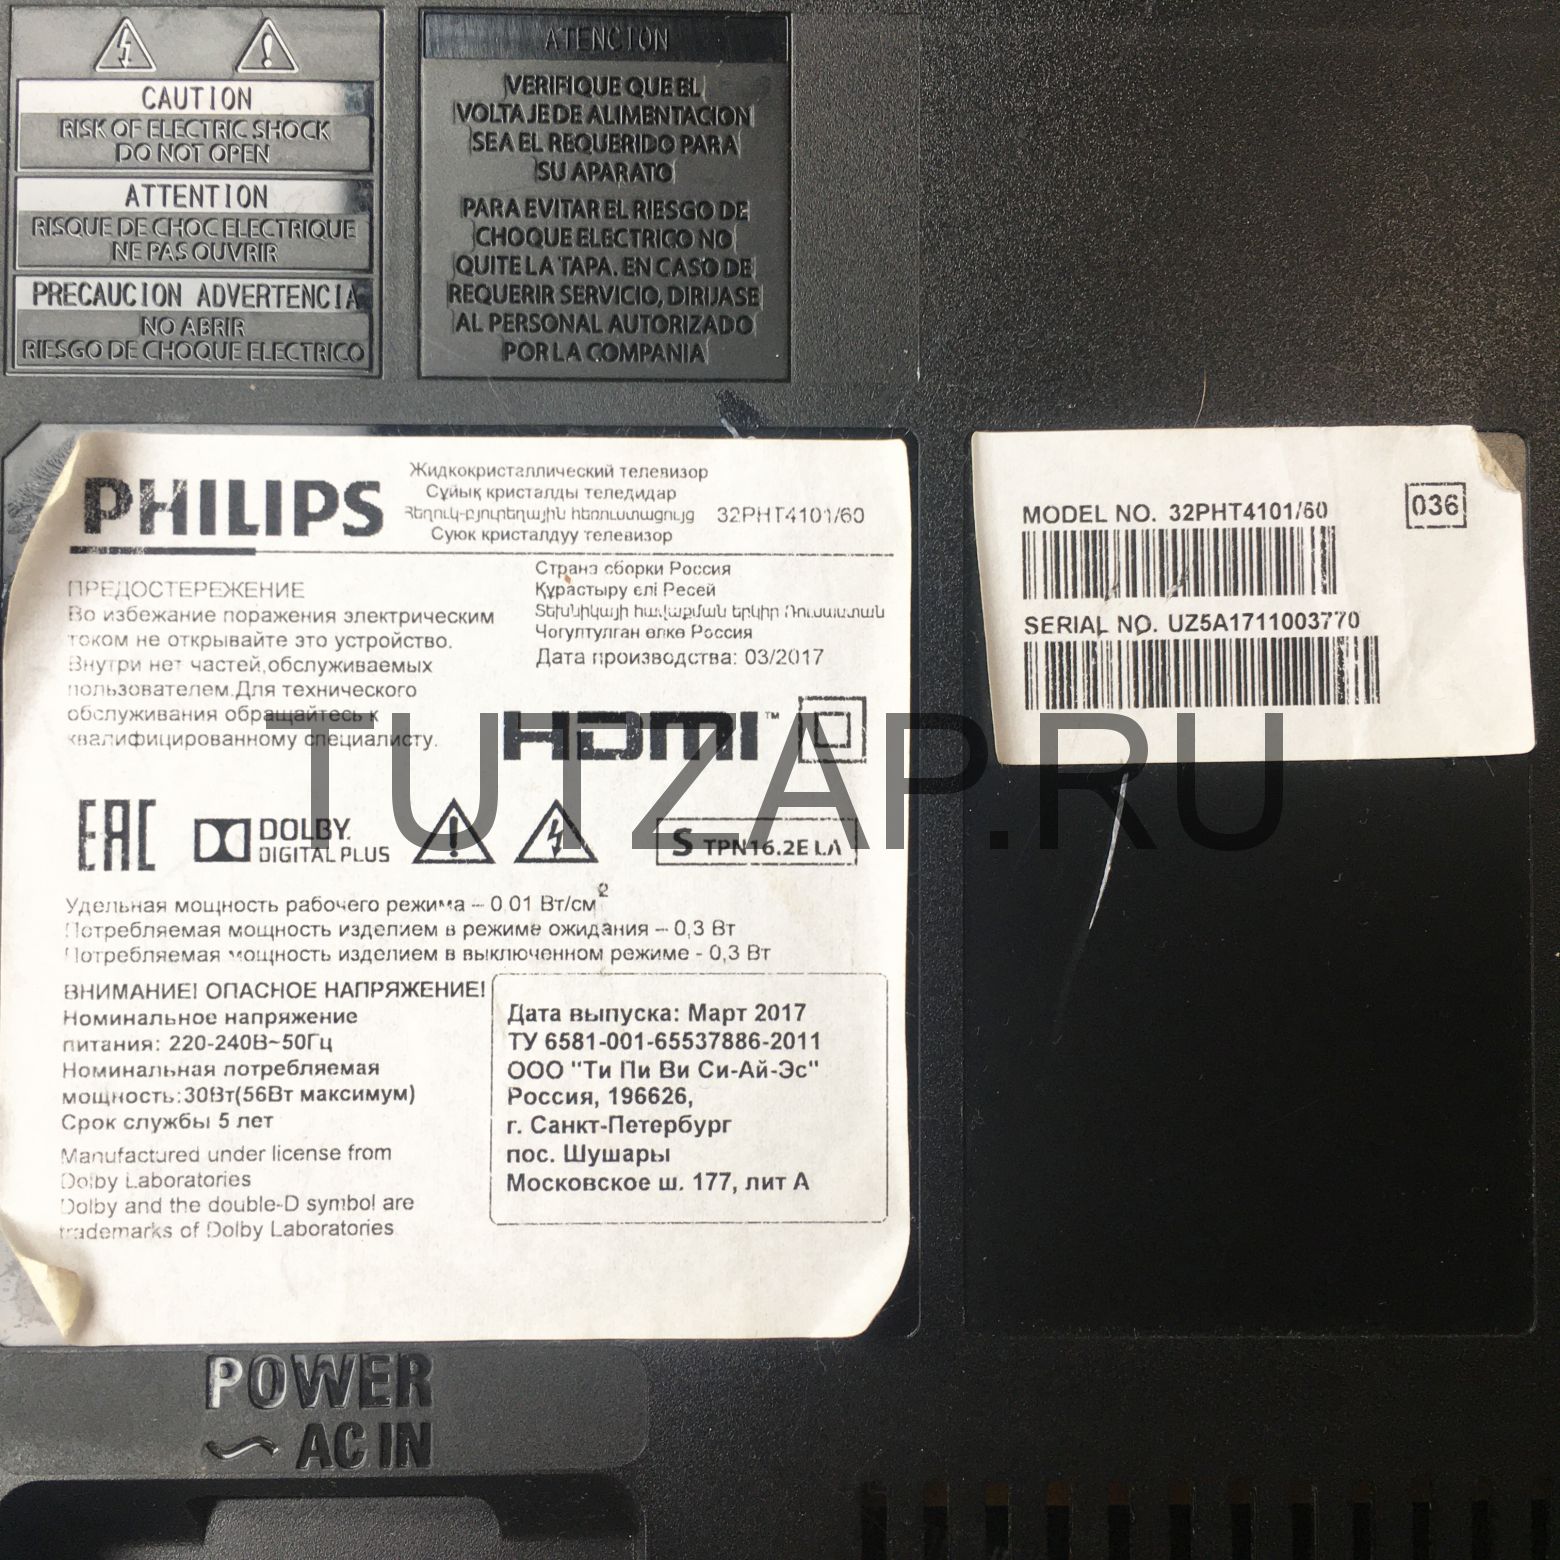 CAUTION
RISK OF ELECTRIC SHOCK
DO NOT OPEN
ATTENTION
RISQUE DE CHOC ELECTRIQUE
NE PAS OUVRIR
PRECAUCION ADVERTENCIA
NO ABRIR
RIESGO DE CHOQUE ELECTRICO
ATENCION
VERIFIQUE QUE EL
VOLTAJE DE ALIMENTACION
SEA EL REQUERIDO PARA
SU APARATO
PARA EVITAR EL RIESGO DE
CHOQUE ELECTRICO NO
QUITE LA TAPA. EN CASO DE
REQUERIR SERVICIO, DIRIJASE
AL PERSONAL AUTORIZADO
POR LA COMPANIA
PHILIPS
Жидкокристаллический телевизор
Сұйық кристалды теледидар
Հեղուկ-բյուրեղային հեռուստացույց 32PHT4101/60
Суюк кристалдуу телевизор
ПРЕДОСТЕРЕЖЕНИЕ
Во избежание поражения электрическим
током не открывайте это устройство.
Внутри нет частей,обслуживаемых
пользователем.Для технического
обслуживания обращайтесь к
квалифицированному специалисту.
Страна сборки Россия
Құрастыру елі Ресей
Տեխնիկայի հավաքման երկիր Ռուսաստան
Чогултулган өлкө Россия
Дата производства: 03/2017
HDMI™
EAC
DOLBY
DIGITAL PLUS
S TPN16.2E LA
Удельная мощность рабочего режима – 0.01 Вт/см²
Потребляемая мощность изделием в режиме ожидания – 0,3 Вт
Потребляемая мощность изделием в выключенном режиме - 0,3 Вт
ВНИМАНИЕ! ОПАСНОЕ НАПРЯЖЕНИЕ!
Номинальное напряжение
питания: 220-240В~50Гц
Номинальная потребляемая
мощность:30Вт(56Вт максимум)
Срок службы 5 лет
Manufactured under license from
Dolby Laboratories
Dolby and the double-D symbol are
trademarks of Dolby Laboratories
Дата выпуска: Март 2017
ТУ 6581-001-65537886-2011
ООО "Ти Пи Ви Си-Ай-Эс"
Россия, 196626,
г. Санкт-Петербург
пос. Шушары
Московское ш. 177, лит А
MODEL NO. 32PHT4101/60
036
SERIAL NO. UZ5A1711003770
TUTZAP.RU
POWER
~ AC IN